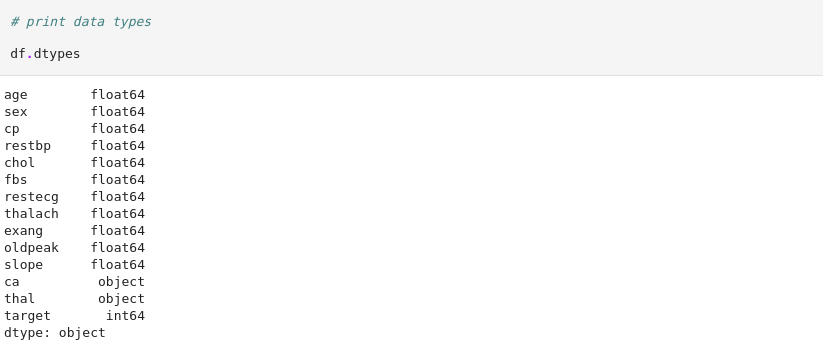 # print data types
df.dtypes
age        float64
sex        float64
cp         float64
restbp     float64
chol       float64
fbs        float64
restecg    float64
thalach    float64
exang      float64
oldpeak    float64
slope      float64
ca          object
thal        object
target       int64
dtype: object